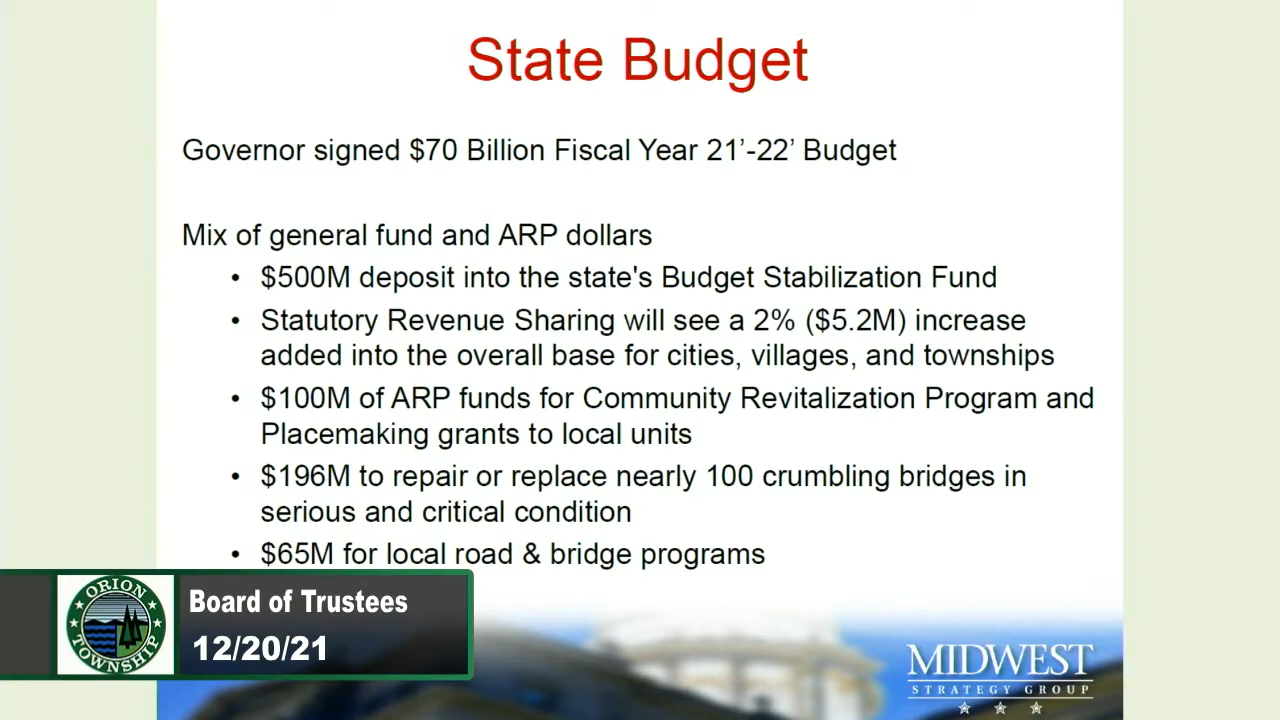 State Budget
Governor signed $70 Billion Fiscal Year 21’-22’ Budget
Mix of general fund and ARP dollars
• $500M deposit into the state's Budget Stabilization Fund
• Statutory Revenue Sharing will see a 2% ($5.2M) increase
added into the overall base for cities, villages, and townships
• $100M of ARP funds for Community Revitalization Program and
Placemaking grants to local units
• $196M to repair or replace nearly 100 crumbling bridges in
serious and critical condition
• $65M for local road & bridge programs
ORION
TOWNSHIP
Board of Trustees
12/20/21
MIDWEST
STRATEGY GROUP